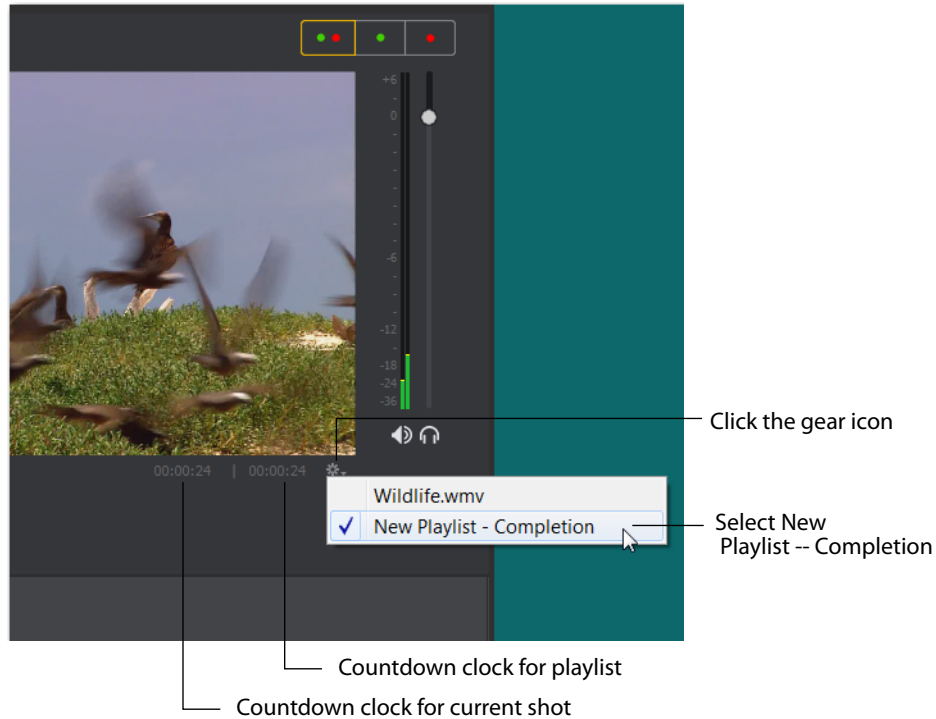 +6
-
0
-
-
-
-
-
-
-
-6
-
-
-
-12
-
-18
-24
-36
Click the gear icon
00:00:24 | 00:00:24
Wildlife.wmv
✓ New Playlist - Completion
Select New
Playlist -- Completion
Countdown clock for playlist
Countdown clock for current shot